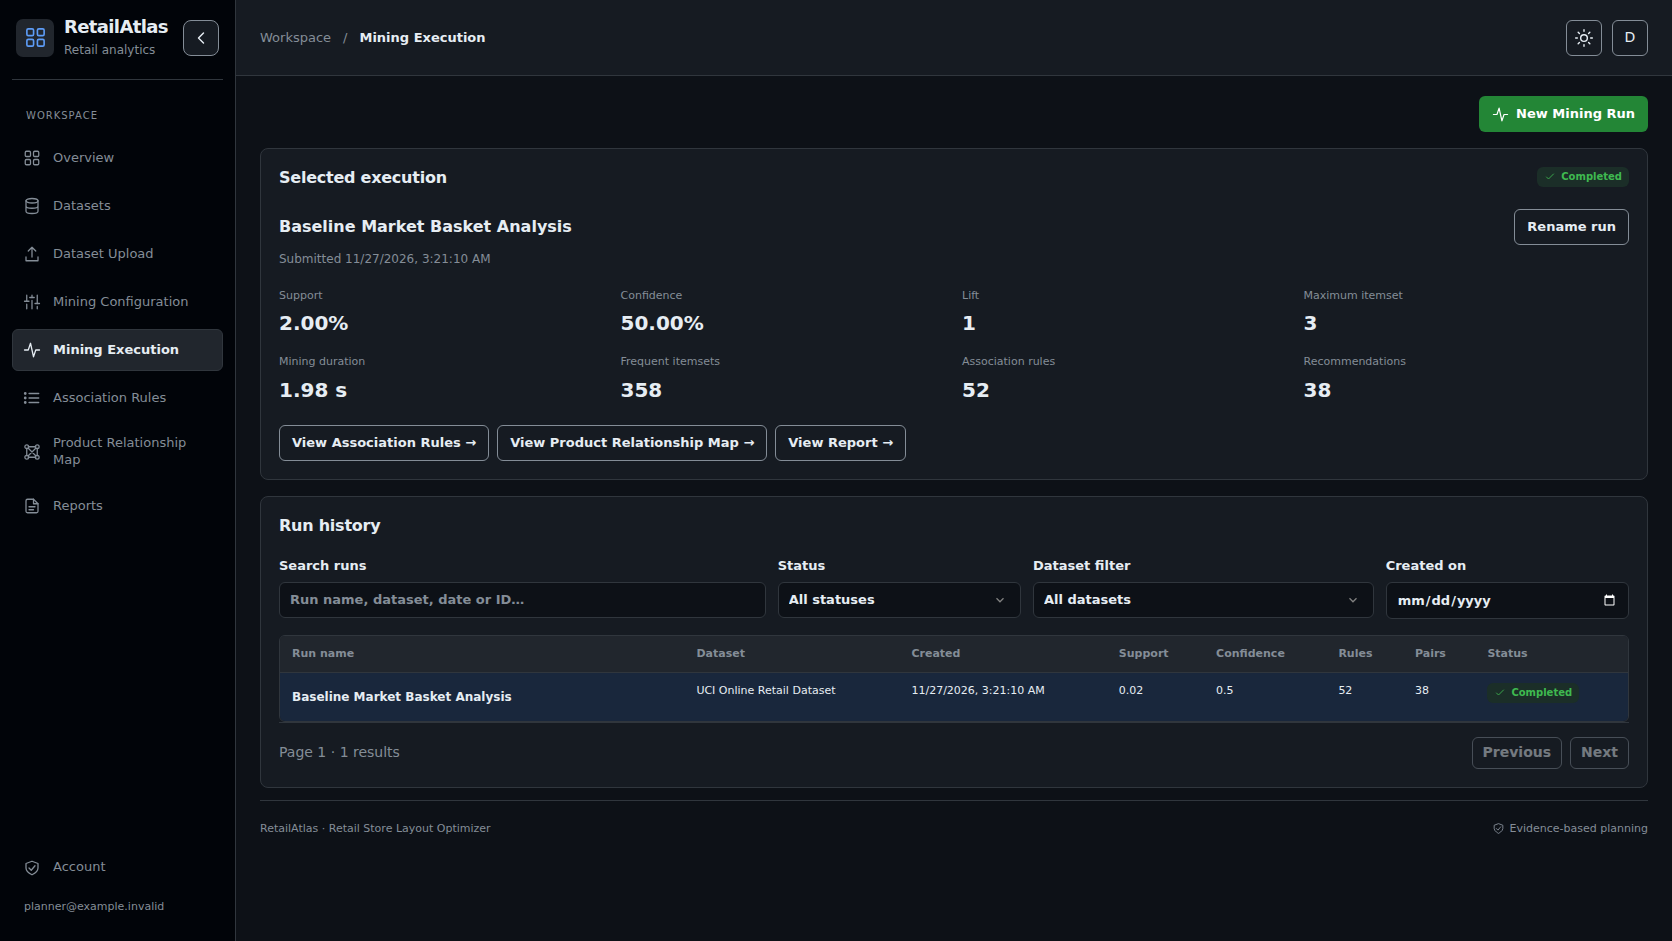 RetailAtlas
Retail analytics
WORKSPACE
Overview
Datasets
Dataset Upload
Mining Configuration
Mining Execution
Association Rules
Product Relationship
Map
Reports
Account
planner@example.invalid
Workspace / Mining Execution
D
New Mining Run
Selected execution
Completed
Baseline Market Basket Analysis
Rename run
Submitted 11/27/2026, 3:21:10 AM
Support Confidence Lift Maximum itemset
2.00% 50.00% 1 3
Mining duration Frequent itemsets Association rules Recommendations
1.98 s 358 52 38
View Association Rules → View Product Relationship Map → View Report →
Run history
Search runs Status Dataset filter Created on
Run name, dataset, date or ID… All statuses All datasets mm/dd/yyyy
Run name Dataset Created Support Confidence Rules Pairs Status
Baseline Market Basket Analysis UCI Online Retail Dataset 11/27/2026, 3:21:10 AM 0.02 0.5 52 38 Completed
Page 1 · 1 results Previous Next
RetailAtlas · Retail Store Layout Optimizer Evidence-based planning